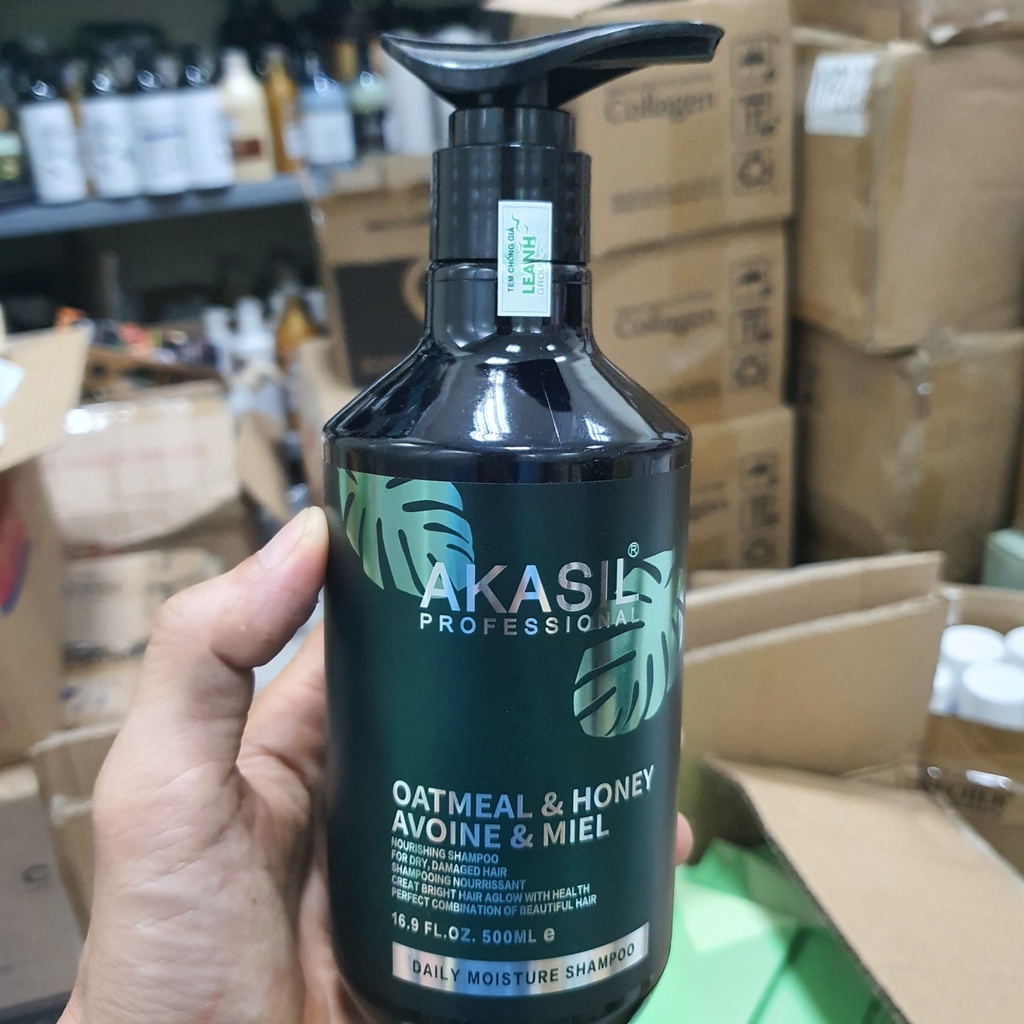 Collagen
TEM CHỐNG GIẢ
LEANH
GROUP
Collagen
AKASIL®
PROFESSIONAL
OATMEAL & HONEY
AVOINE & MIEL
NOURISHING SHAMPOO
FOR DRY, DAMAGED HAIR
SHAMPOOING NOURRISSANT
CREAT BRIGHT HAIR AGLOW WITH HEALTH
PERFECT COMBINATION OF BEAUTIFUL HAIR
16.9 FL.OZ. 500ML e
DAILY MOISTURE SHAMPOO